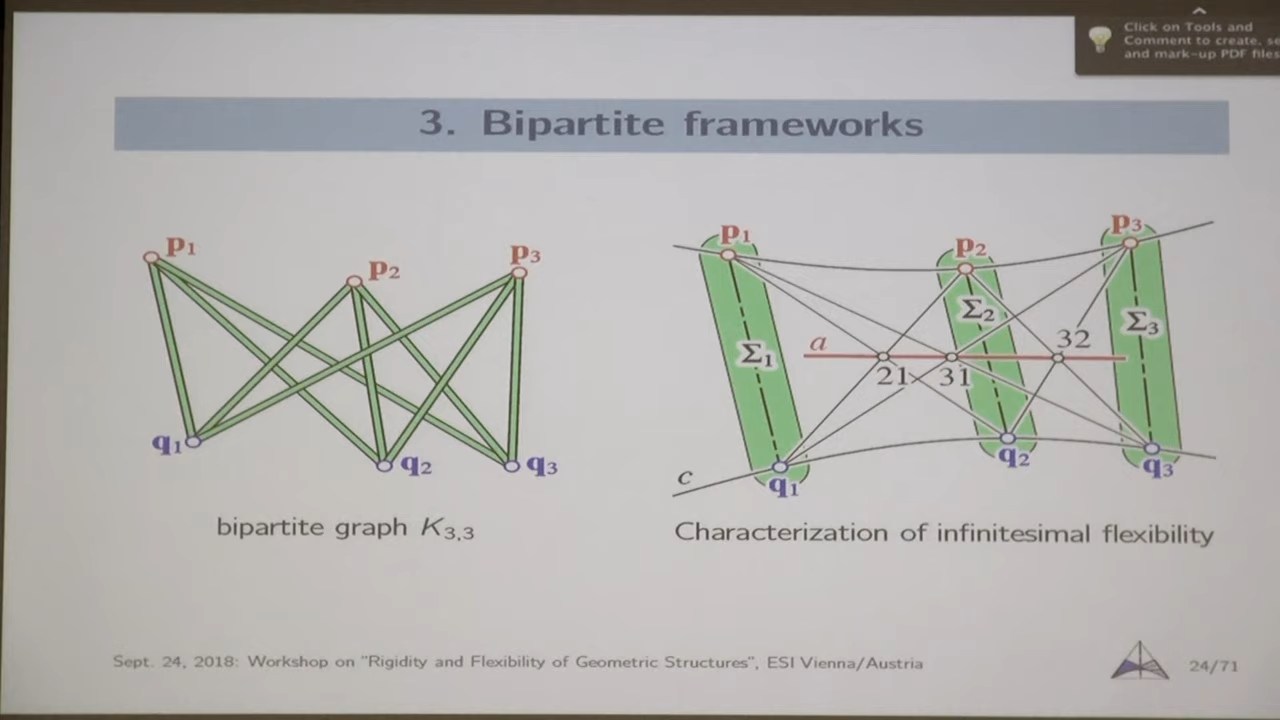 Click on Tools and
Comment to create, se
and mark-up PDF files
3. Bipartite frameworks
p1
p2
p3
q1
q2
q3
bipartite graph K3,3
p1
p2
p3
Σ1
Σ2
Σ3
a
21
31
32
c
q1
q2
q3
Characterization of infinitesimal flexibility
Sept. 24, 2018: Workshop on "Rigidity and Flexibility of Geometric Structures", ESI Vienna/Austria
24/71